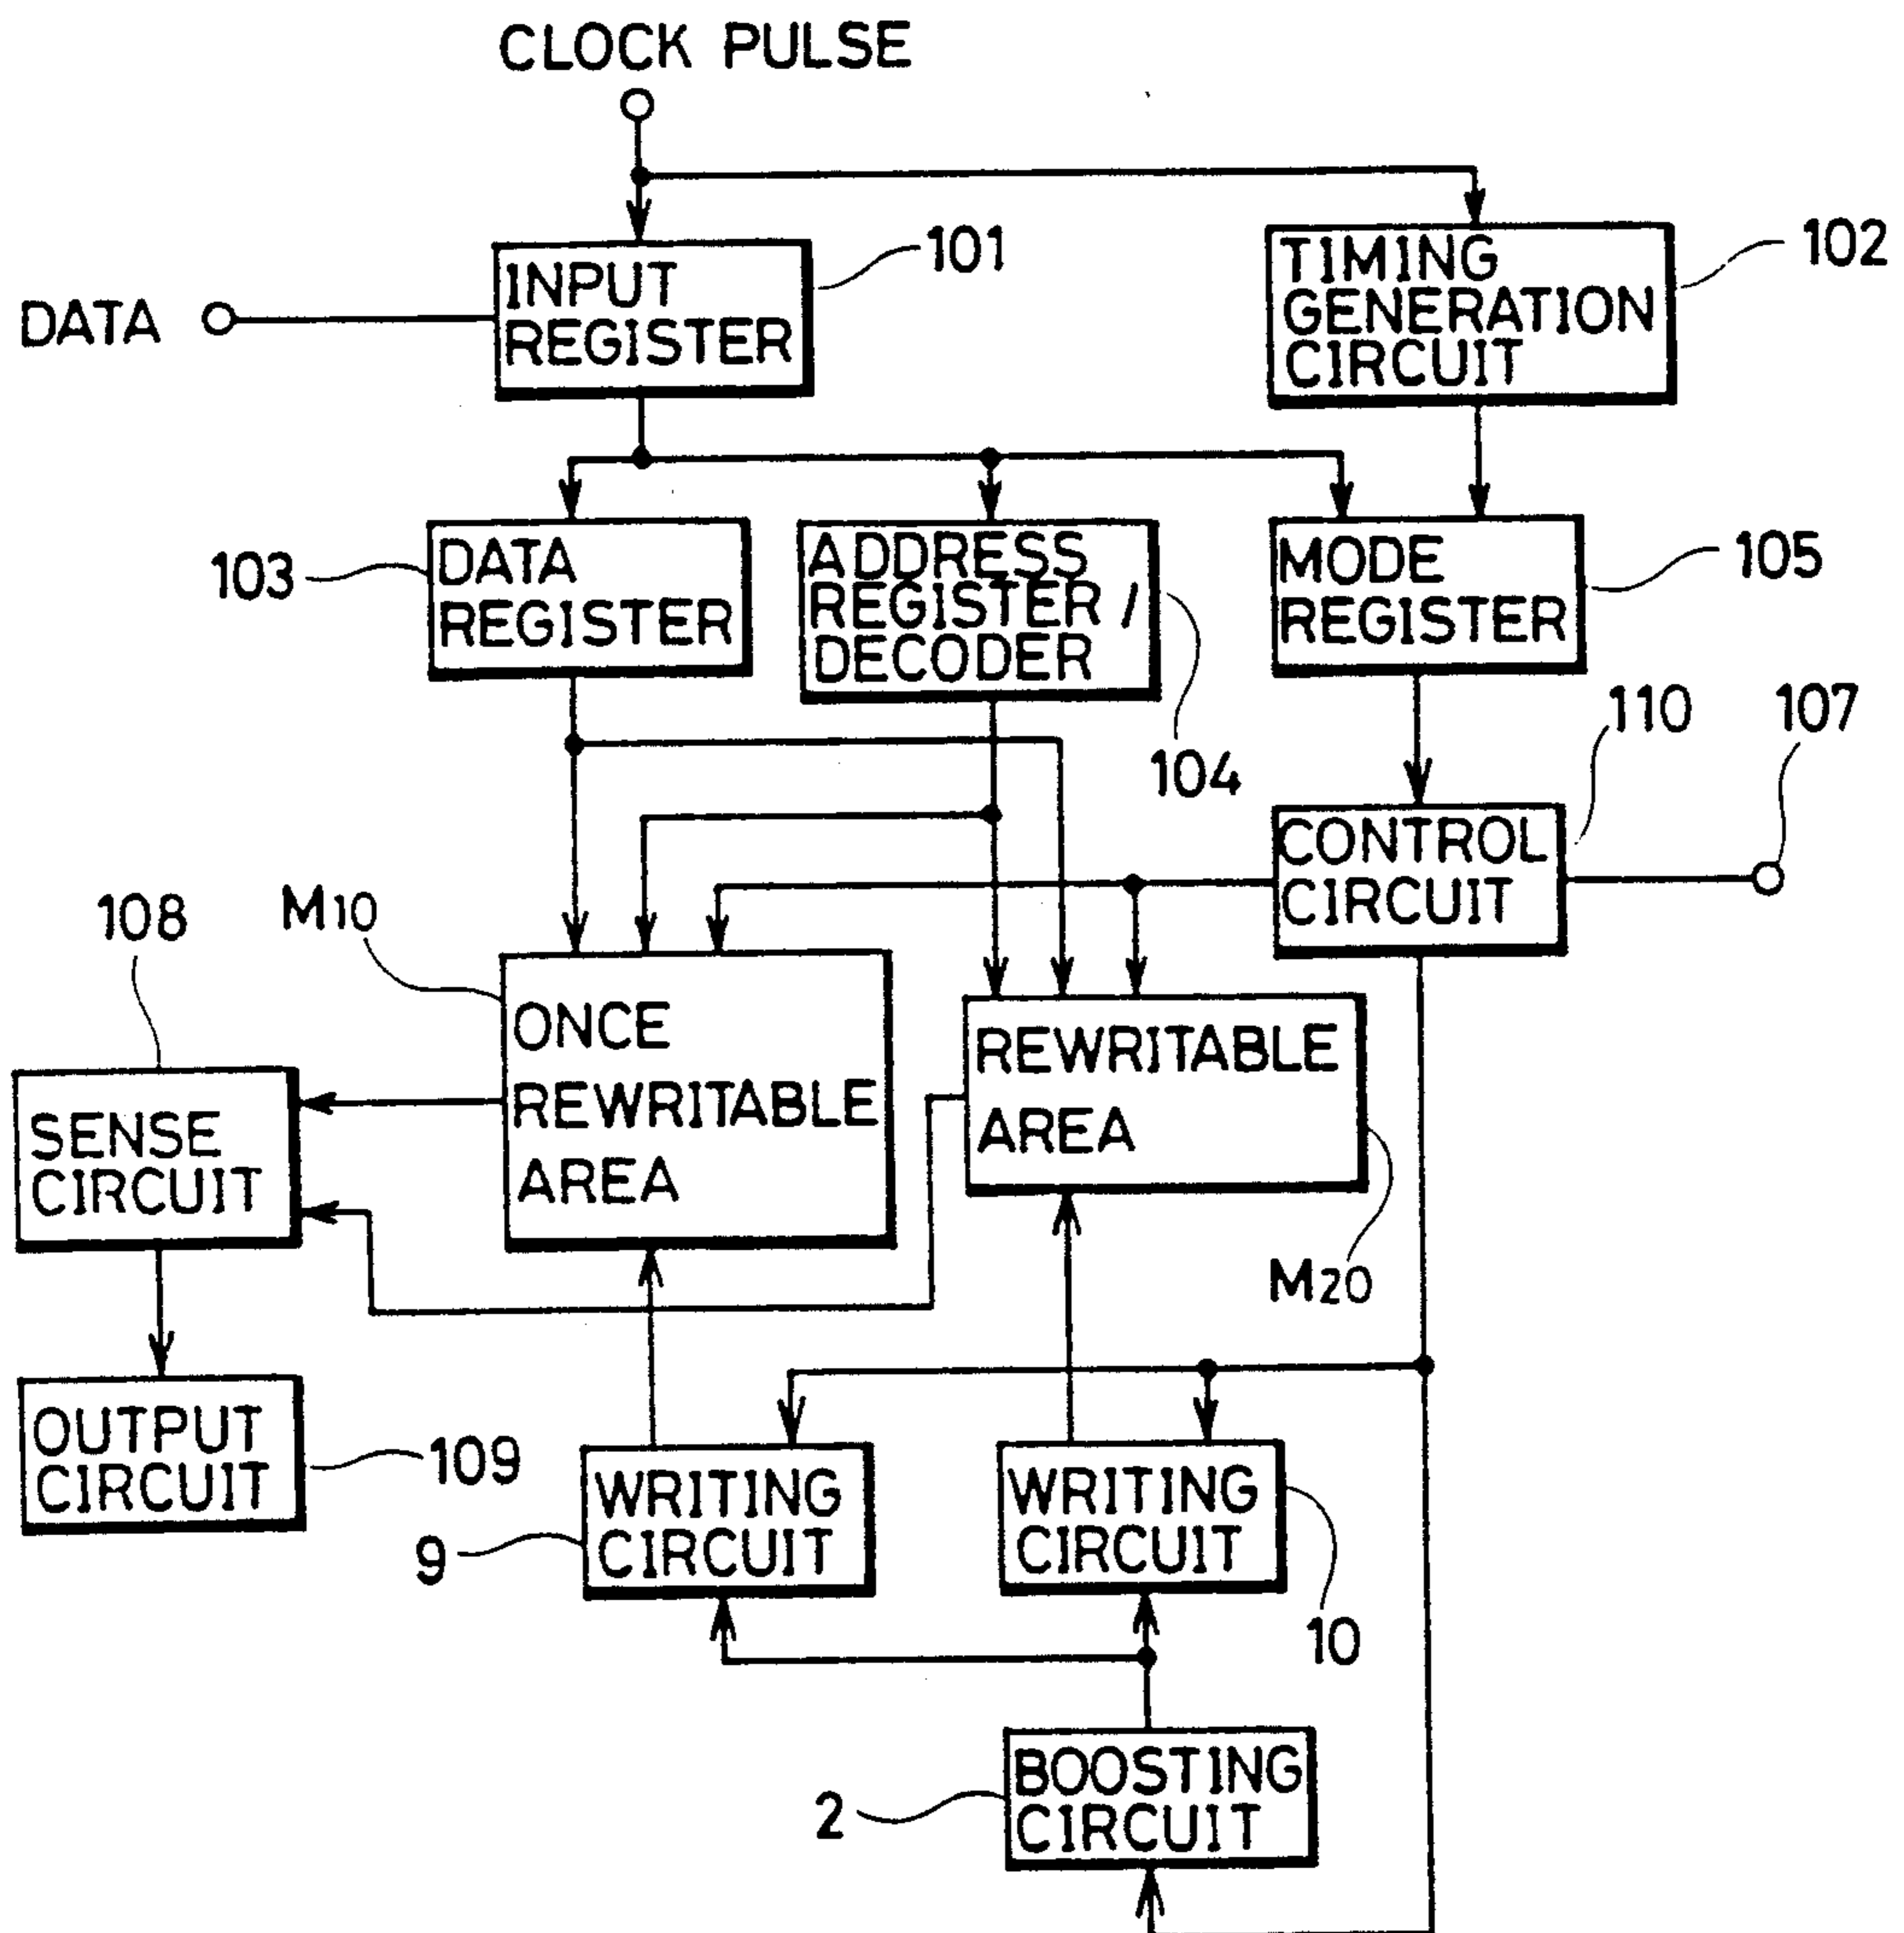 CLOCK PULSE
101
102
INPUT
REGISTER
TIMING
GENERATION
CIRCUIT
DATA
103
DATA
REGISTER
ADDRESS
REGISTER /
DECODER
104
MODE
REGISTER
105
110
107
CONTROL
CIRCUIT
108
M10
ONCE
REWRITABLE
AREA
REWRITABLE
AREA
M20
SENSE
CIRCUIT
OUTPUT
CIRCUIT
109
9
WRITING
CIRCUIT
WRITING
CIRCUIT
10
2
BOOSTING
CIRCUIT